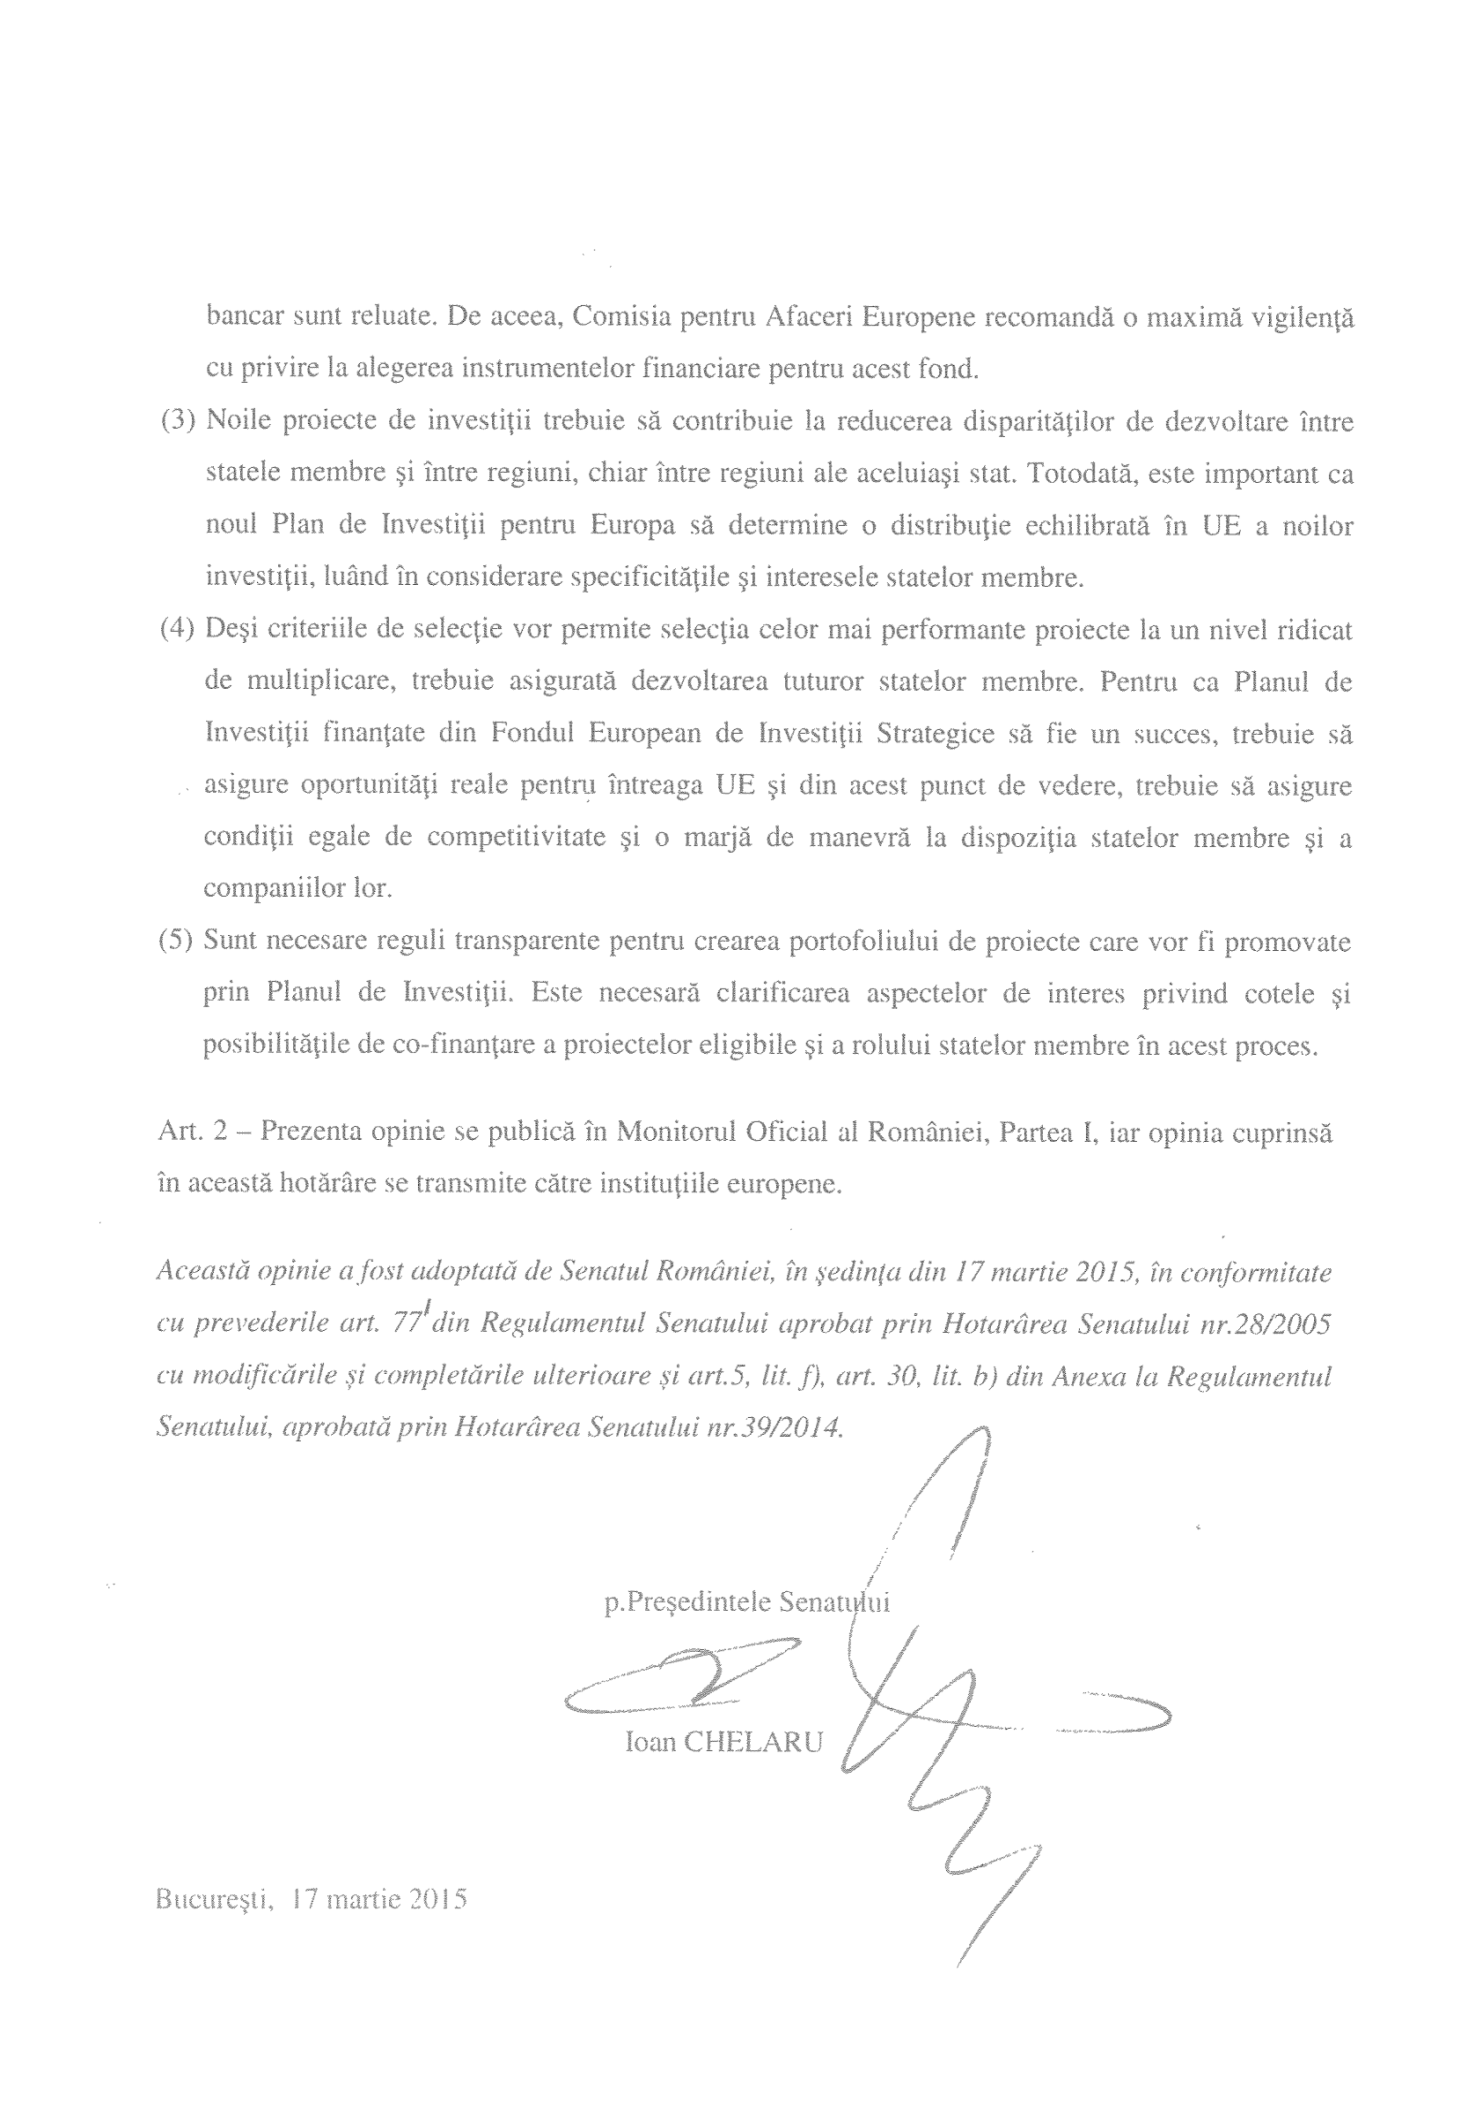 bancar sunt reluate. De aceea, Comisia pentru Afaceri Europene recomandă o maximă vigilenţă
cu privire la alegerea instrumentelor financiare pentru acest fond.
(3) Noile proiecte de investiţii trebuie să contribuie la reducerea disparităţilor de dezvoltare între
statele membre şi între regiuni, chiar între regiuni ale aceluiaşi stat. Totodată, este important ca
noul Plan de Investiţii pentru Europa să determine o distribuţie echilibrată în UE a noilor
investiţii, luând în considerare specificităţile şi interesele statelor membre.
(4) Deşi criteriile de selecţie vor permite selecţia celor mai performante proiecte la un nivel ridicat
de multiplicare, trebuie asigurată dezvoltarea tuturor statelor membre. Pentru ca Planul de
Investiţii finanţate din Fondul European de Investiţii Strategice să fie un succes, trebuie să
asigure oportunităţi reale pentru întreaga UE şi din acest punct de vedere, trebuie să asigure
condiţii egale de competitivitate şi o marjă de manevră la dispoziţia statelor membre şi a
companiilor lor.
(5) Sunt necesare reguli transparente pentru crearea portofoliului de proiecte care vor fi promovate
prin Planul de Investiţii. Este necesară clarificarea aspectelor de interes privind cotele şi
posibilităţile de co-finanţare a proiectelor eligibile şi a rolului statelor membre în acest proces.
Art. 2 – Prezenta opinie se publică în Monitorul Oficial al României, Partea I, iar opinia cuprinsă
în această hotărâre se transmite către instituţiile europene.
Această opinie a fost adoptată de Senatul României, în şedinţa din 17 martie 2015, în conformitate
cu prevederile art. 77¹ din Regulamentul Senatului aprobat prin Hotarârea Senatului nr.28/2005
cu modificările şi completările ulterioare şi art.5, lit. f), art. 30, lit. b) din Anexa la Regulamentul
Senatului, aprobată prin Hotarârea Senatului nr.39/2014.
p.Preşedintele Senatului
Ioan CHELARU
Bucureşti, 17 martie 2015